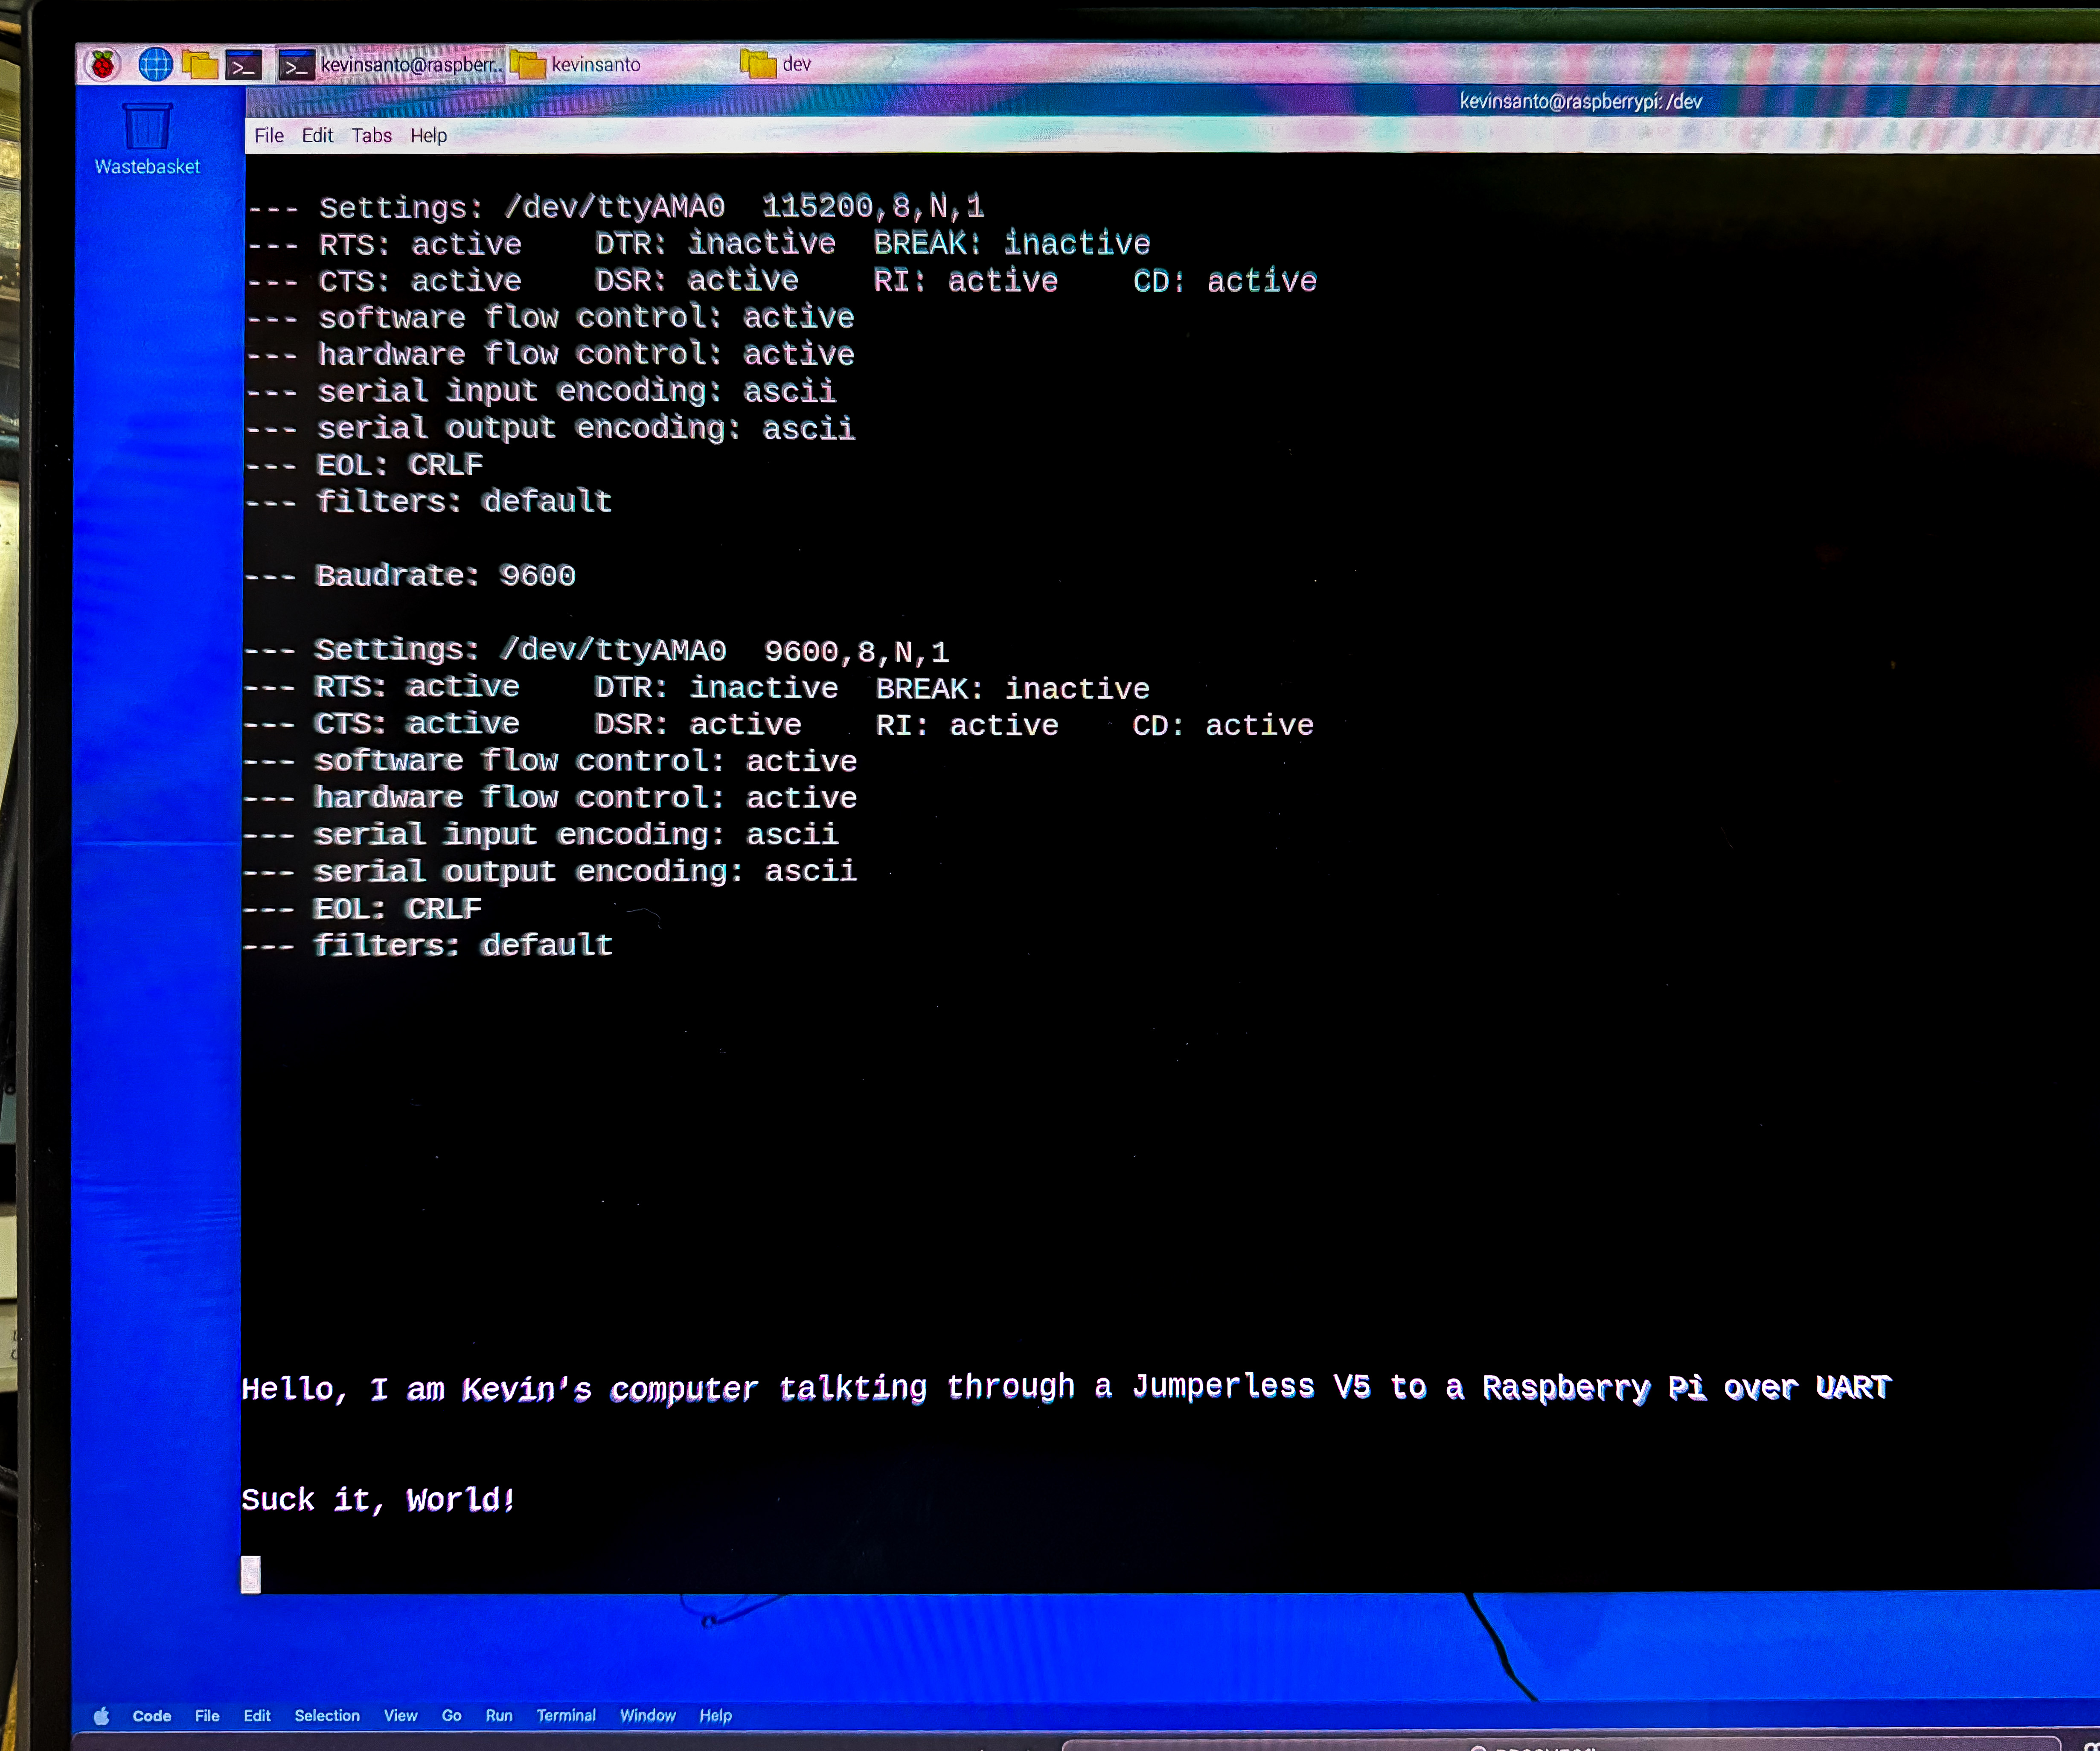 kevinsanto@raspberr.. kevinsanto dev
kevinsanto@raspberrypi: /dev
Wastebasket
File Edit Tabs Help
--- Settings: /dev/ttyAMA0  115200,8,N,1
--- RTS: active    DTR: inactive  BREAK: inactive
--- CTS: active    DSR: active    RI: active    CD: active
--- software flow control: active
--- hardware flow control: active
--- serial input encoding: ascii
--- serial output encoding: ascii
--- EOL: CRLF
--- filters: default
--- Baudrate: 9600
--- Settings: /dev/ttyAMA0  9600,8,N,1
--- RTS: active    DTR: inactive  BREAK: inactive
--- CTS: active    DSR: active    RI: active    CD: active
--- software flow control: active
--- hardware flow control: active
--- serial input encoding: ascii
--- serial output encoding: ascii
--- EOL: CRLF
--- filters: default
Hello, I am Kevin's computer talkting through a Jumperless V5 to a Raspberry Pi over UART
Suck it, World!
Code File Edit Selection View Go Run Terminal Window Help